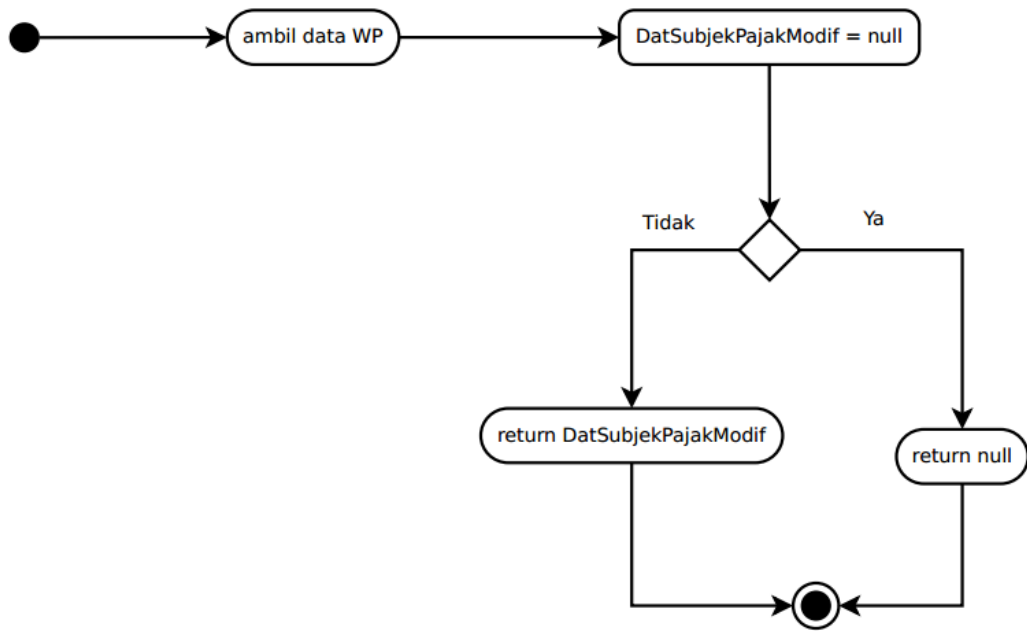 ambil data WP
DatSubjekPajakModif = null
Tidak
Ya
return DatSubjekPajakModif
return null